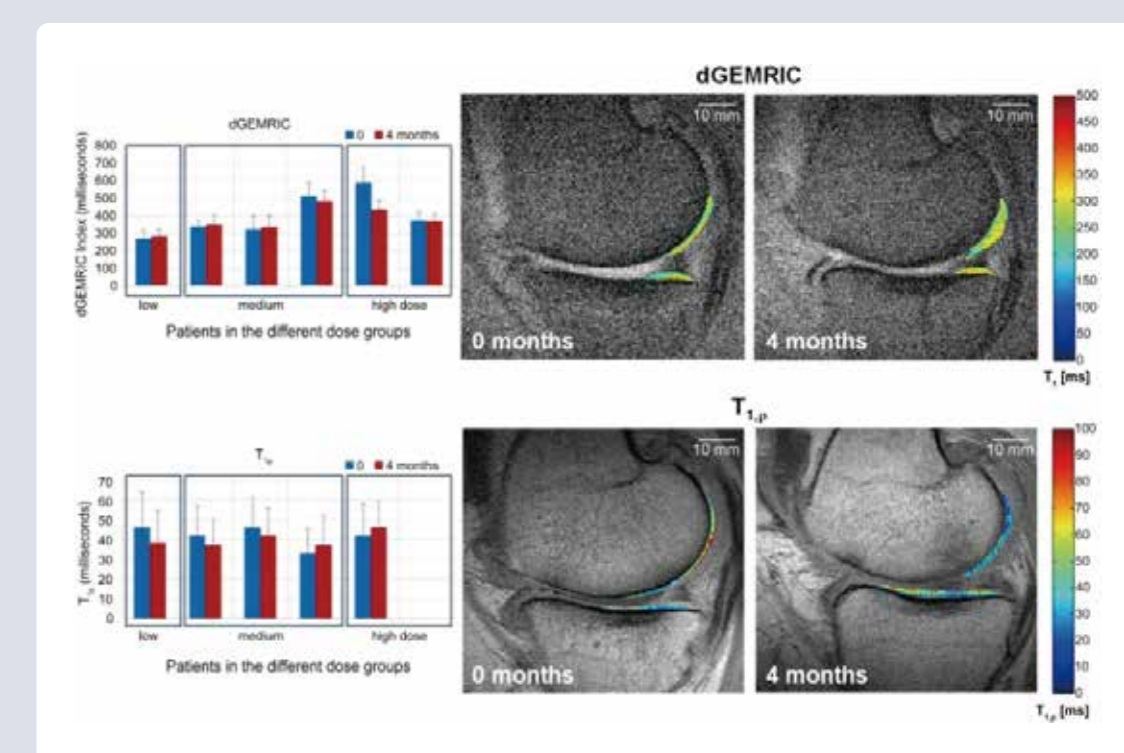 dGEMRIC
■ 0 ■ 4 months
dGEMRIC Index (milliseconds)
800
700
600
500
400
300
200
100
0
low
medium
high dose
Patients in the different dose groups
dGEMRIC
10 mm
0 months
10 mm
4 months
500
450
400
350
300
250
200
150
100
50
0
T₁ [ms]
T₁ρ
■ 0 ■ 4 months
T₁ρ (milliseconds)
70
60
50
40
30
20
10
0
low
medium
high dose
Patients in the different dose groups
T₁,ρ
10 mm
0 months
10 mm
4 months
100
90
80
70
60
50
40
30
20
10
0
T₁,ρ [ms]